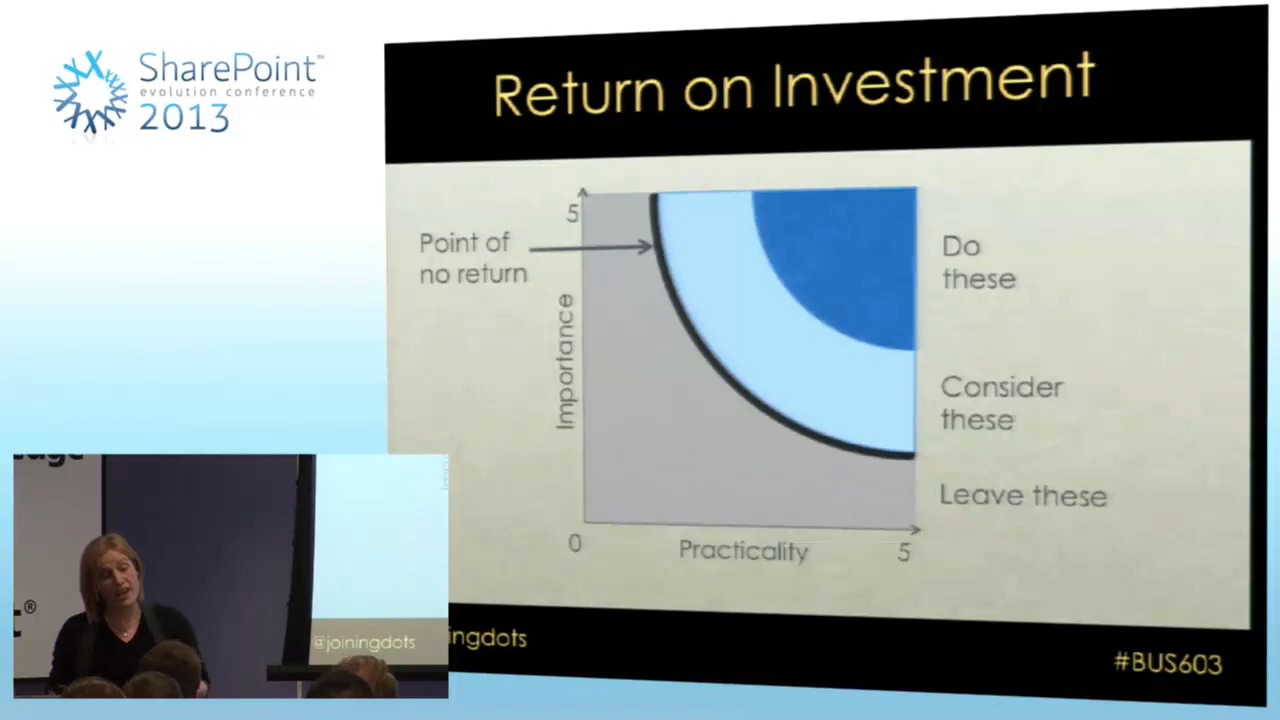 SharePoint™
evolution conference
2013
Return on Investment
5
Point of
no return
Importance
0
Practicality
5
Do
these
Consider
these
Leave these
@joiningdots
ingdots
#BUS603
®